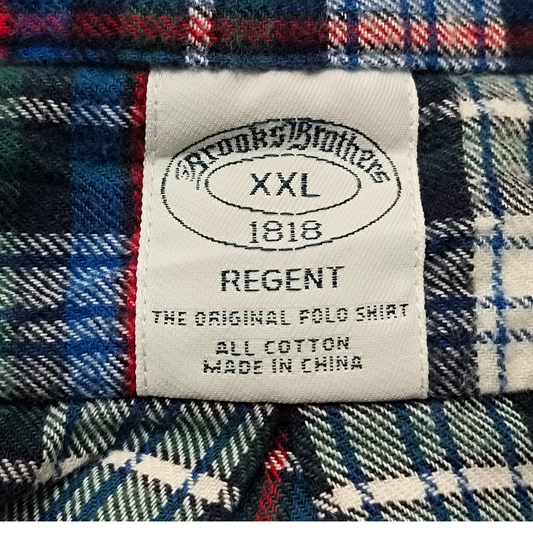 Brooks Brothers
XXL
1818
REGENT
THE ORIGINAL POLO SHIRT
ALL COTTON
MADE IN CHINA